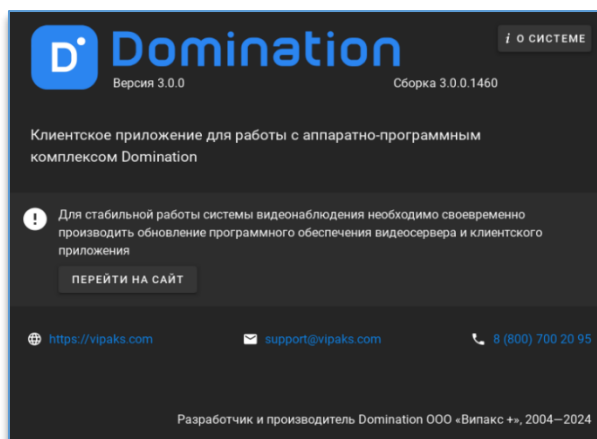 D
Domination
i О СИСТЕМЕ
Версия 3.0.0
Сборка 3.0.0.1460
Клиентское приложение для работы с аппаратно-программным
комплексом Domination
Для стабильной работы системы видеонаблюдения необходимо своевременно
производить обновление программного обеспечения видеосервера и клиентского
приложения
ПЕРЕЙТИ НА САЙТ
https://vipaks.com
support@vipaks.com
8 (800) 700 20 95
Разработчик и производитель Domination ООО «Випакс +», 2004—2024